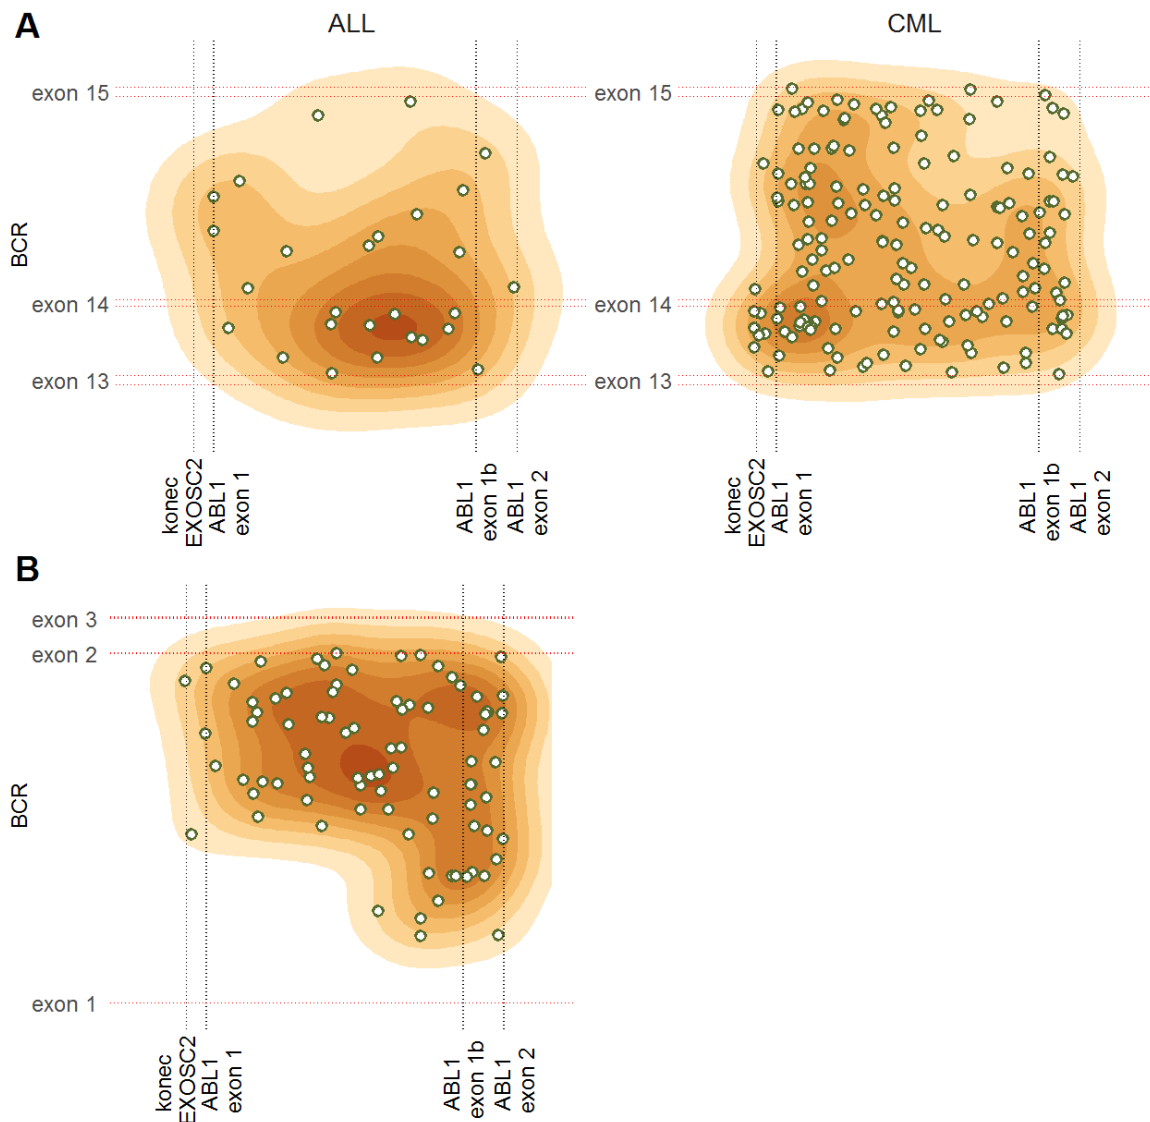 A
ALL
CML
exon 15
exon 15
BCR
exon 14
exon 14
exon 13
exon 13
konec
EXOSC2
ABL1
exon 1
ABL1
exon 1b
ABL1
exon 2
konec
EXOSC2
ABL1
exon 1
ABL1
exon 1b
ABL1
exon 2
B
exon 3
exon 2
BCR
exon 1
konec
EXOSC2
ABL1
exon 1
ABL1
exon 1b
ABL1
exon 2